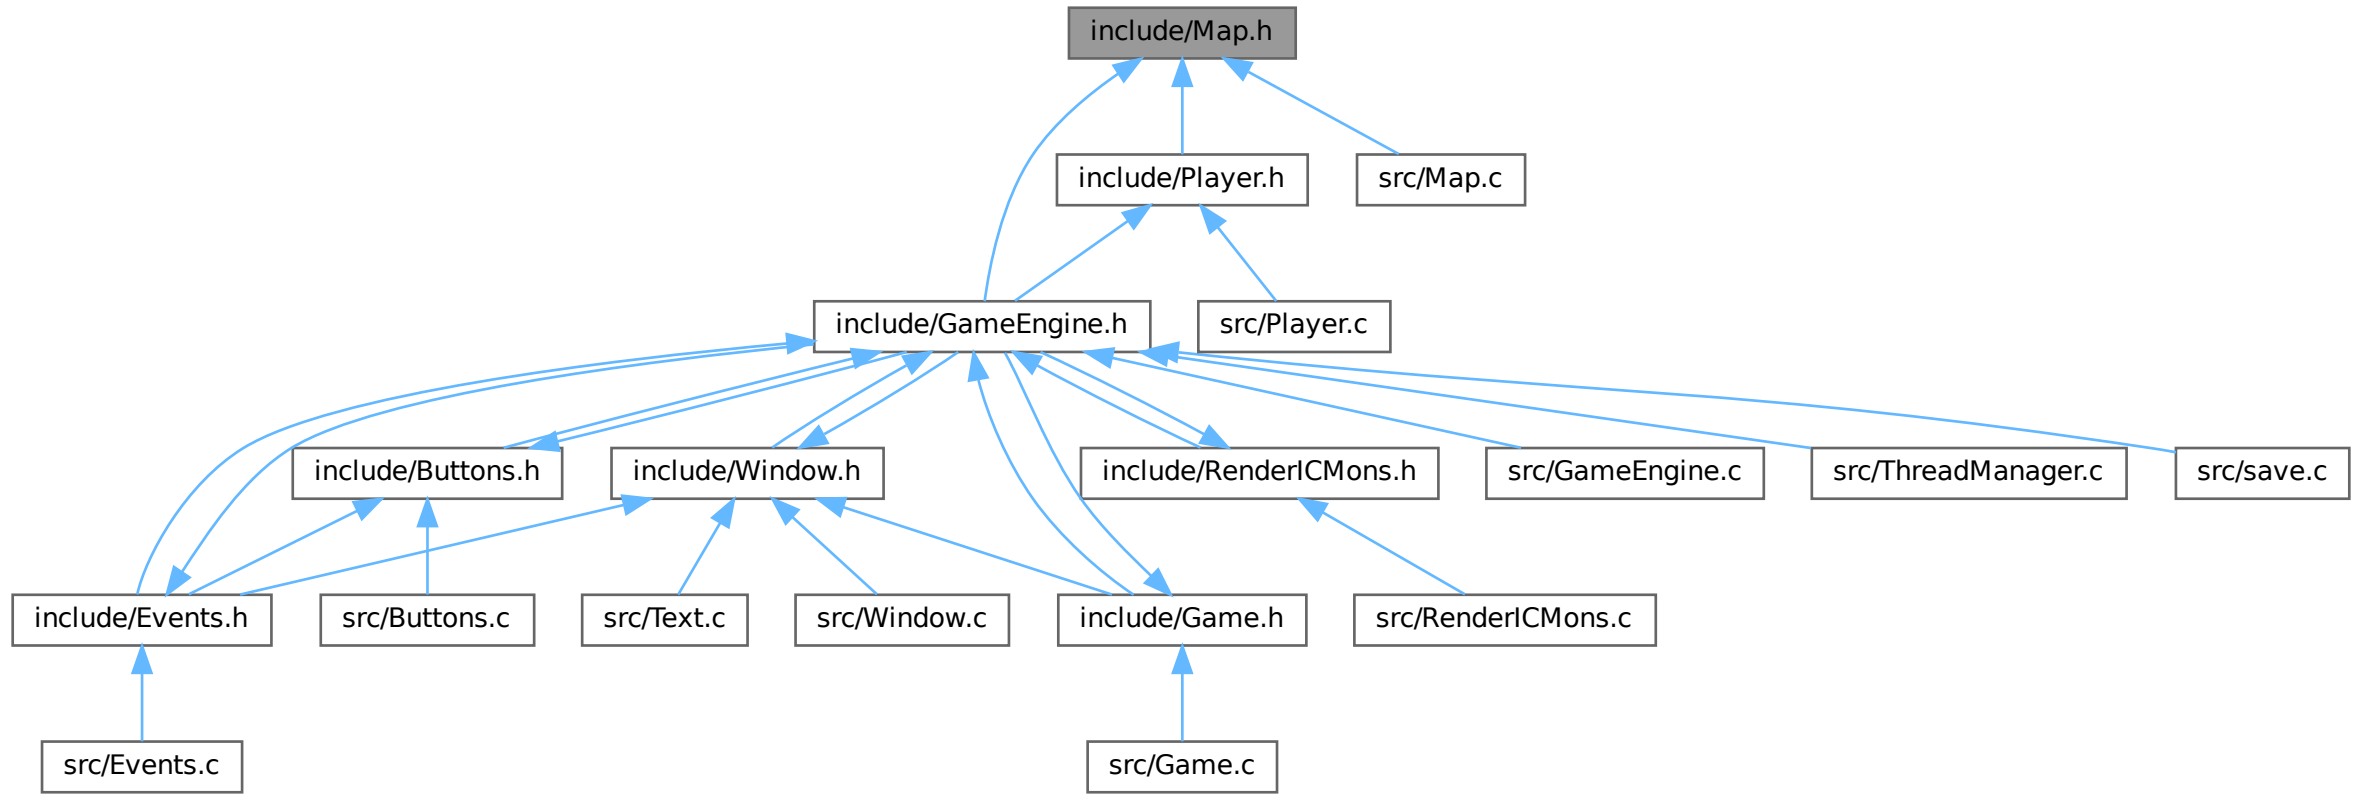 include/Map.h
include/Player.h
src/Map.c
include/GameEngine.h
src/Player.c
include/Buttons.h
include/Window.h
include/RenderICMons.h
src/GameEngine.c
src/ThreadManager.c
src/save.c
include/Events.h
src/Buttons.c
src/Text.c
src/Window.c
include/Game.h
src/RenderICMons.c
src/Events.c
src/Game.c